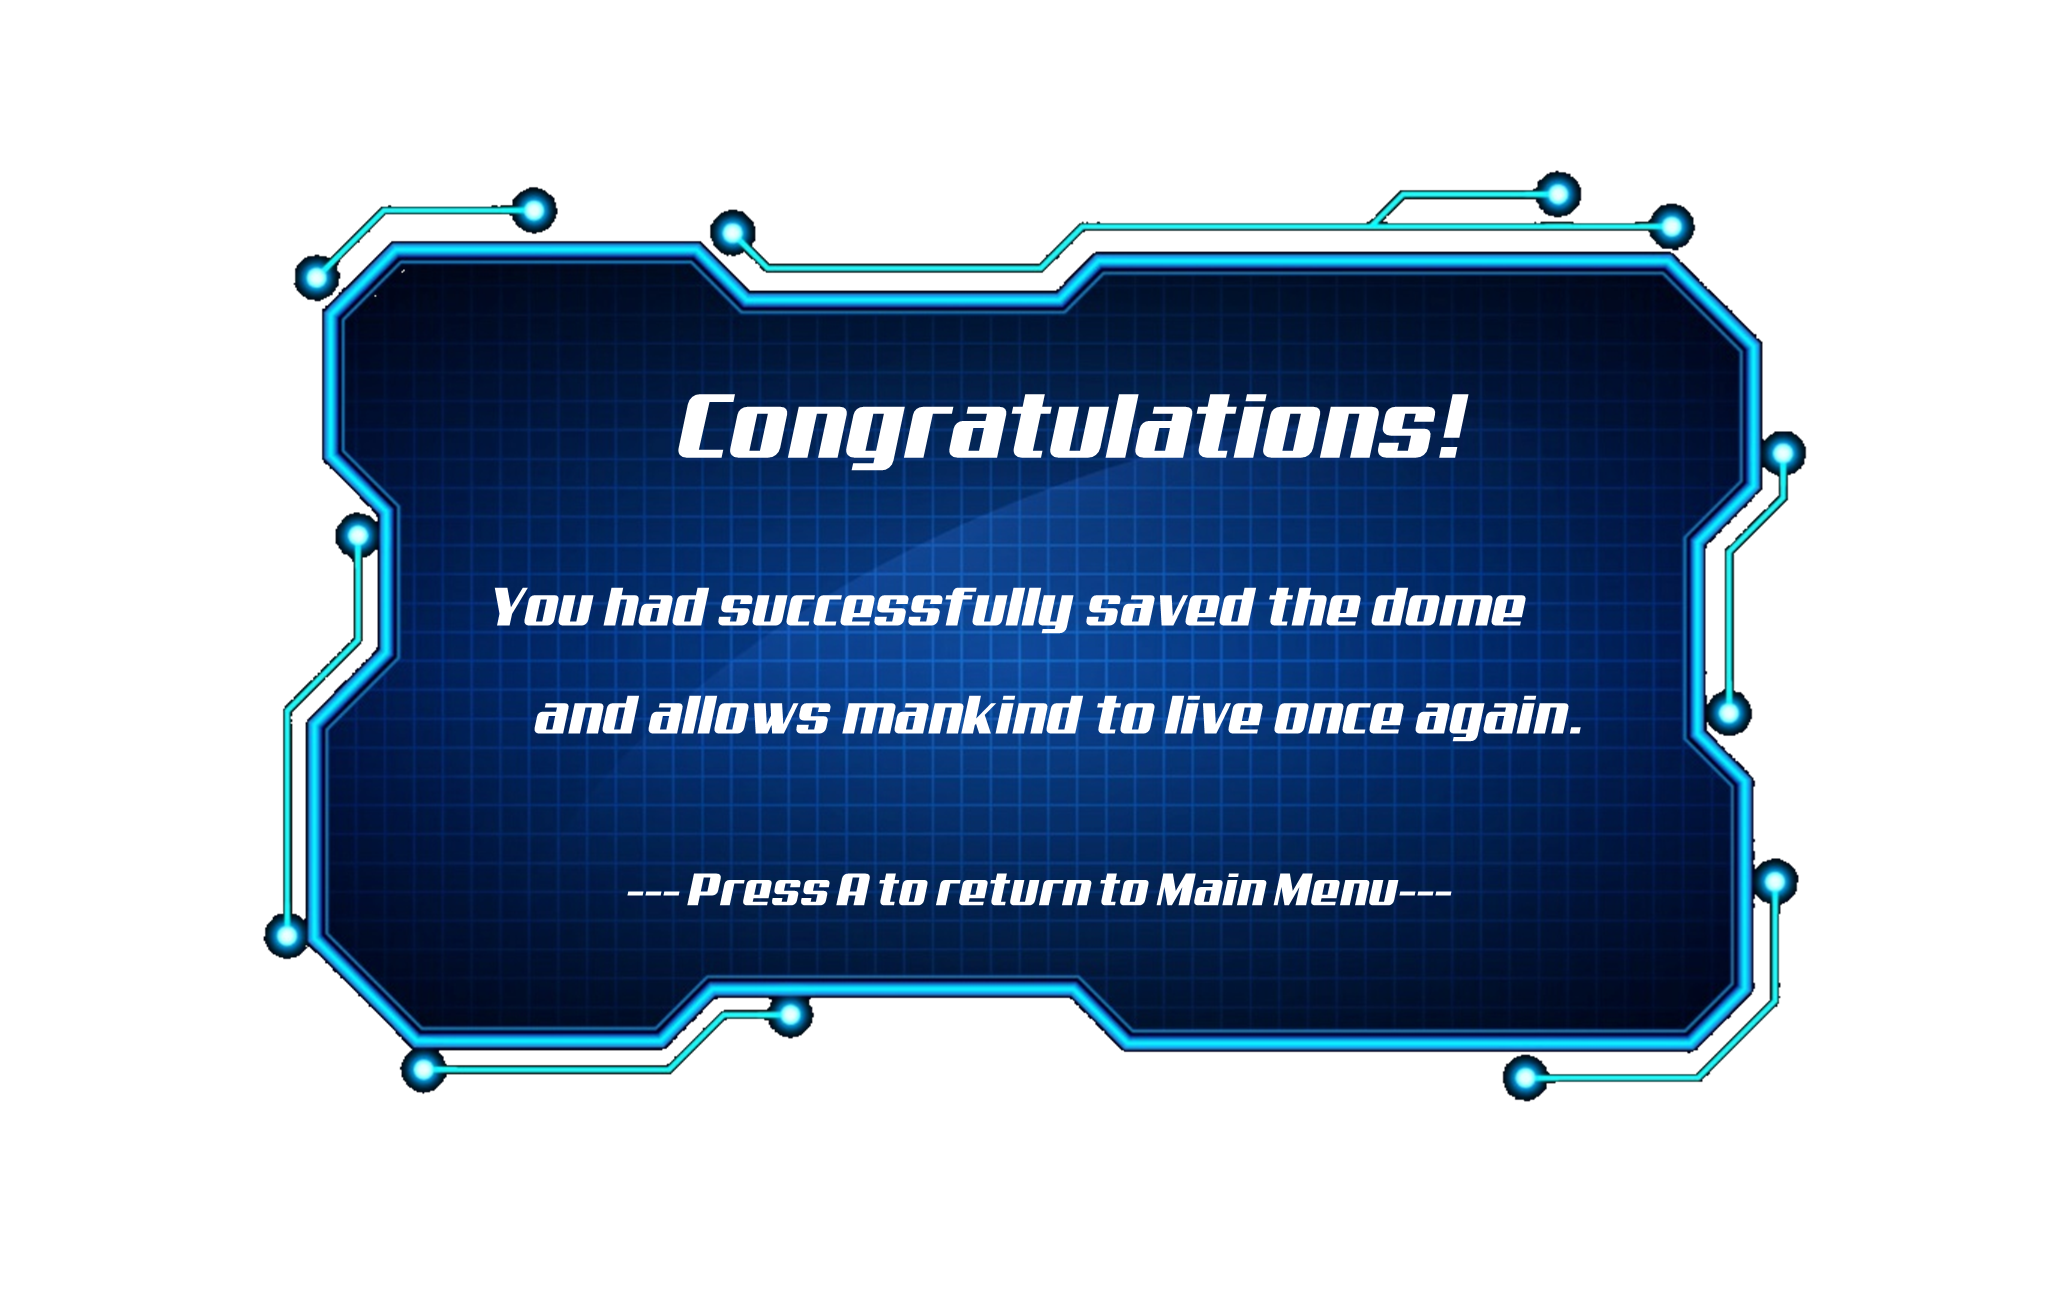 Congratulations!
You had successfully saved the dome
and allows mankind to live once again.
--- Press A to return to Main Menu---